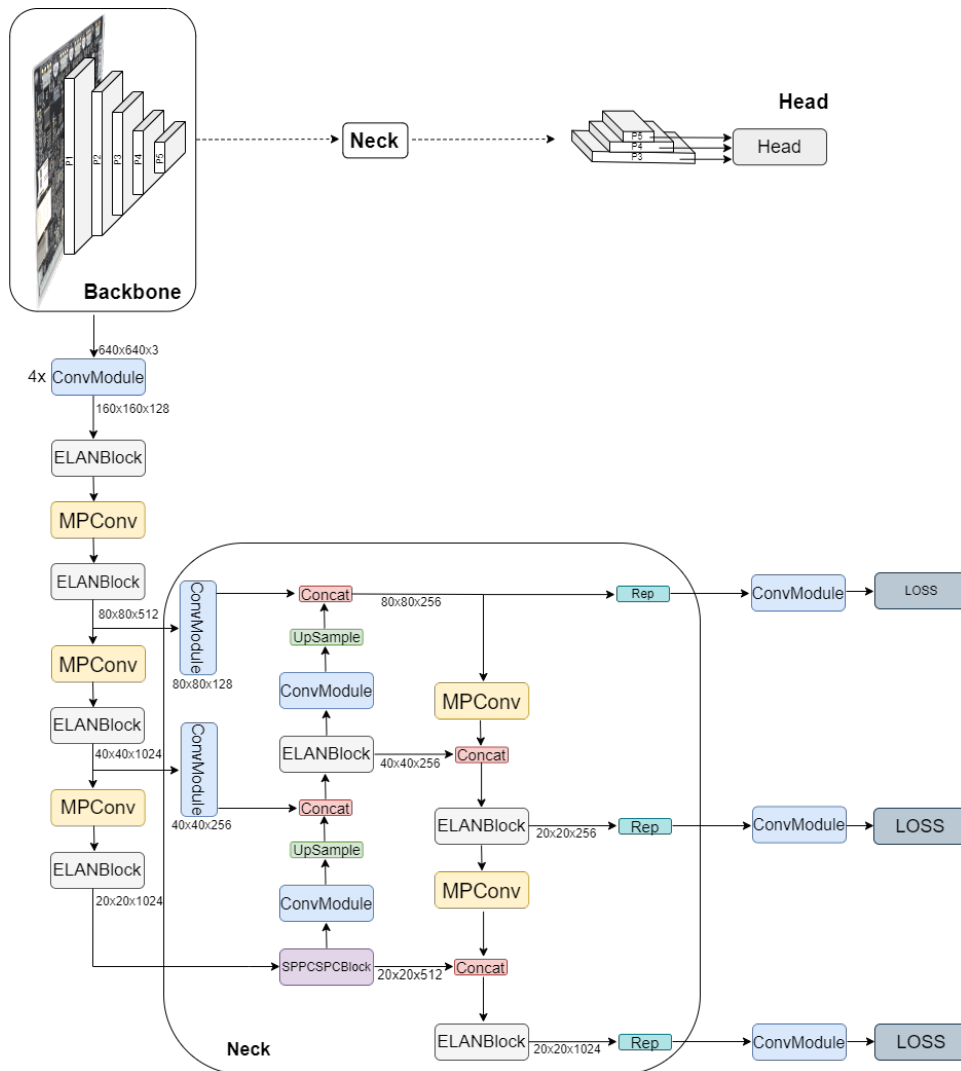 P1
P2
P3
P4
P5
Backbone
Neck
Head
P5
P4
P3
Head
640x640x3
4x
ConvModule
160x160x128
ELANBlock
MPConv
ELANBlock
80x80x512
MPConv
ELANBlock
40x40x1024
MPConv
ELANBlock
20x20x1024
ConvModule
80x80x128
ConvModule
40x40x256
Concat
80x80x256
UpSample
ConvModule
ELANBlock
40x40x256
Concat
UpSample
ConvModule
SPPCSPCBlock
20x20x512
MPConv
Concat
ELANBlock
20x20x256
MPConv
Concat
ELANBlock
20x20x1024
Neck
Rep
ConvModule
LOSS
Rep
ConvModule
LOSS
Rep
ConvModule
LOSS